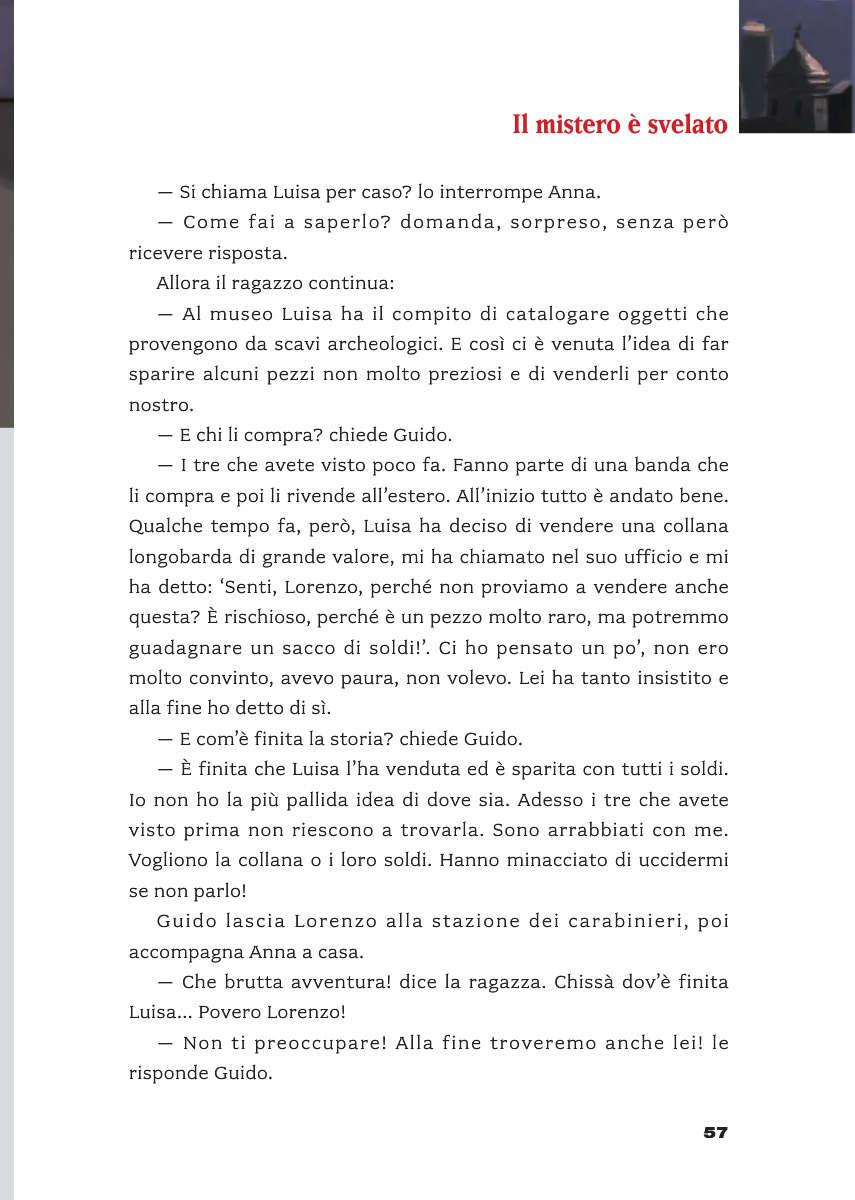 Il mistero è svelato
— Si chiama Luisa per caso? lo interrompe Anna.
— Come fai a saperlo? domanda, sorpreso, senza però
ricevere risposta.
Allora il ragazzo continua:
— Al museo Luisa ha il compito di catalogare oggetti che
provengono da scavi archeologici. E così ci è venuta l’idea di far
sparire alcuni pezzi non molto preziosi e di venderli per conto
nostro.
— E chi li compra? chiede Guido.
— I tre che avete visto poco fa. Fanno parte di una banda che
li compra e poi li rivende all’estero. All’inizio tutto è andato bene.
Qualche tempo fa, però, Luisa ha deciso di vendere una collana
longobarda di grande valore, mi ha chiamato nel suo ufficio e mi
ha detto: ‘Senti, Lorenzo, perché non proviamo a vendere anche
questa? È rischioso, perché è un pezzo molto raro, ma potremmo
guadagnare un sacco di soldi!’. Ci ho pensato un po’, non ero
molto convinto, avevo paura, non volevo. Lei ha tanto insistito e
alla fine ho detto di sì.
— E com’è finita la storia? chiede Guido.
— È finita che Luisa l’ha venduta ed è sparita con tutti i soldi.
Io non ho la più pallida idea di dove sia. Adesso i tre che avete
visto prima non riescono a trovarla. Sono arrabbiati con me.
Vogliono la collana o i loro soldi. Hanno minacciato di uccidermi
se non parlo!
Guido lascia Lorenzo alla stazione dei carabinieri, poi
accompagna Anna a casa.
— Che brutta avventura! dice la ragazza. Chissà dov’è finita
Luisa... Povero Lorenzo!
— Non ti preoccupare! Alla fine troveremo anche lei! le
risponde Guido.
57